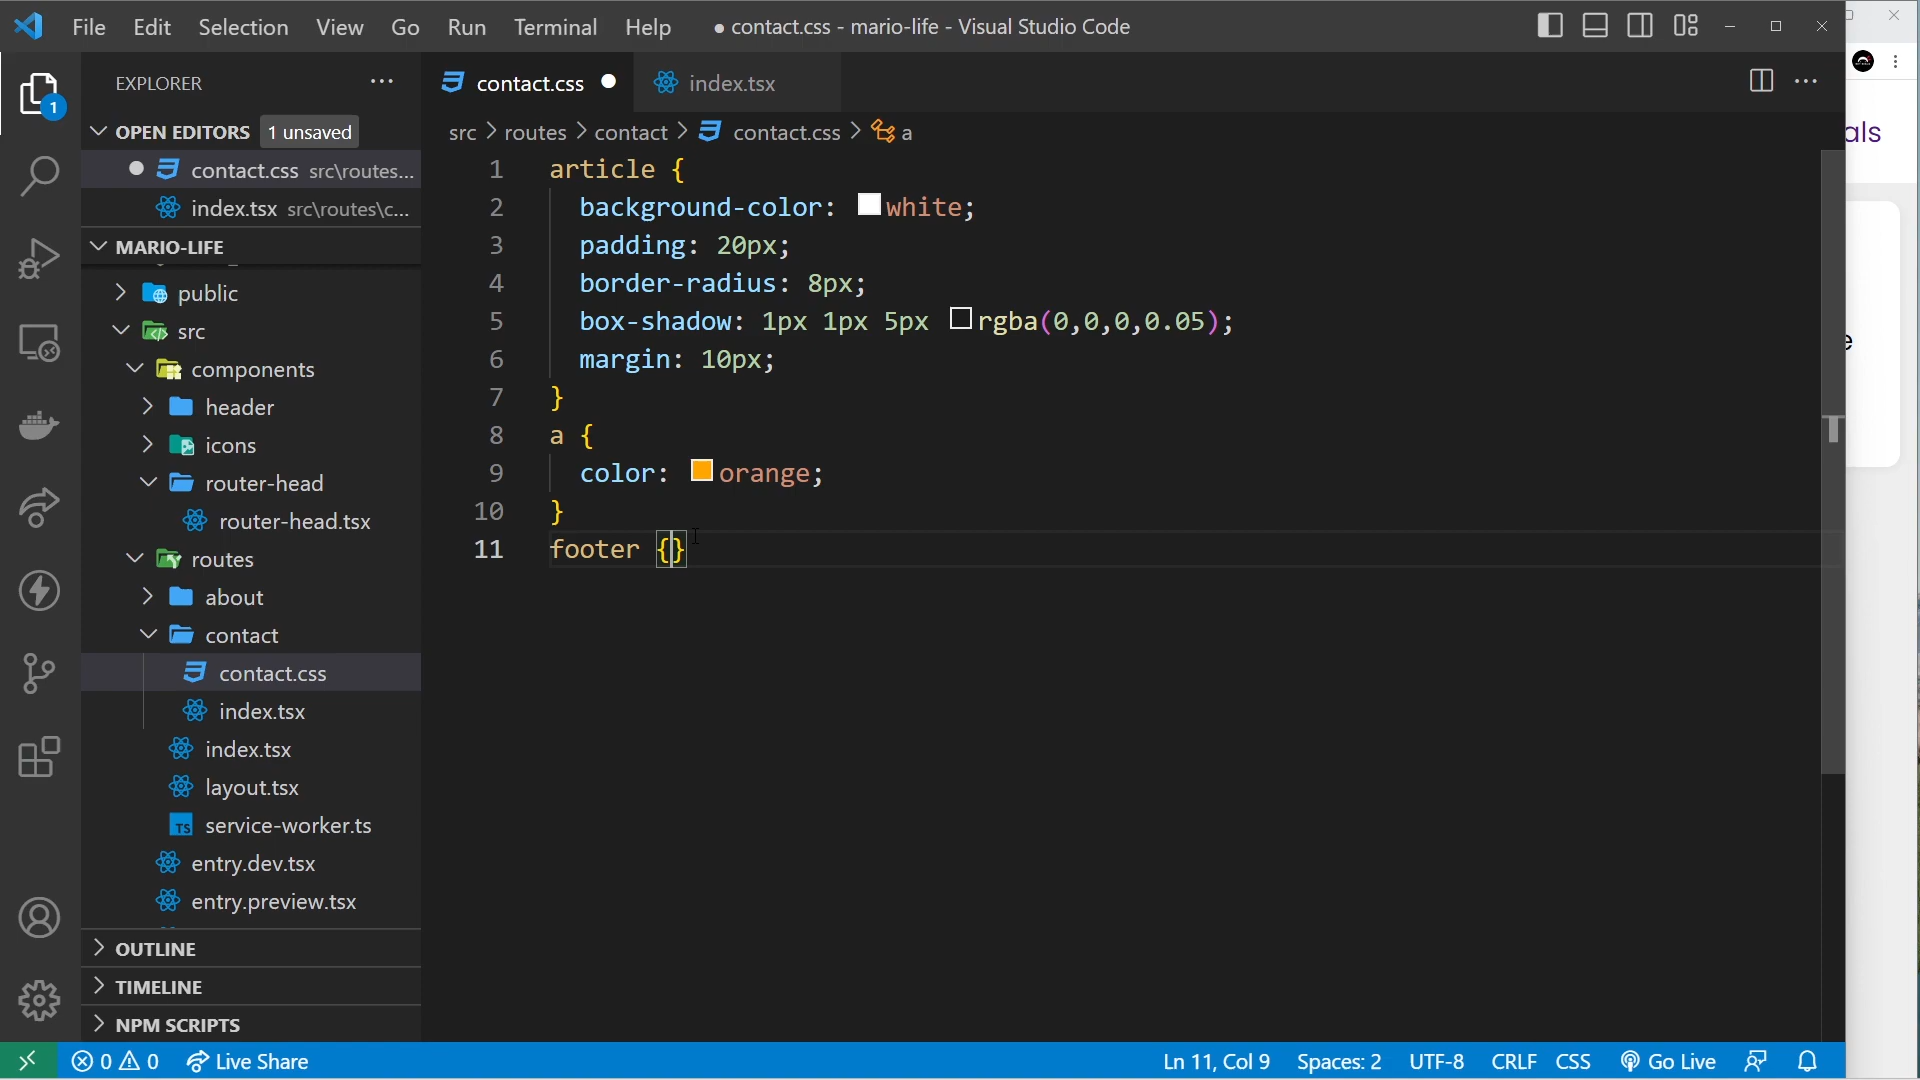 File Edit Selection View Go Run Terminal Help ● contact.css - mario-life - Visual Studio Code
EXPLORER
1
OPEN EDITORS 1 unsaved
contact.css src\routes...
index.tsx src\routes\c...
MARIO-LIFE
public
src
components
header
icons
router-head
router-head.tsx
routes
about
contact
contact.css
index.tsx
index.tsx
layout.tsx
TS service-worker.ts
entry.dev.tsx
entry.preview.tsx
OUTLINE
TIMELINE
NPM SCRIPTS
contact.css index.tsx
src > routes > contact > contact.css > a
1 article {
2 background-color: white;
3 padding: 20px;
4 border-radius: 8px;
5 box-shadow: 1px 1px 5px rgba(0,0,0,0.05);
6 margin: 10px;
7 }
8 a {
9 color: orange;
10 }
11 footer {}
als
e
0 0 Live Share Ln 11, Col 9 Spaces: 2 UTF-8 CRLF CSS Go Live